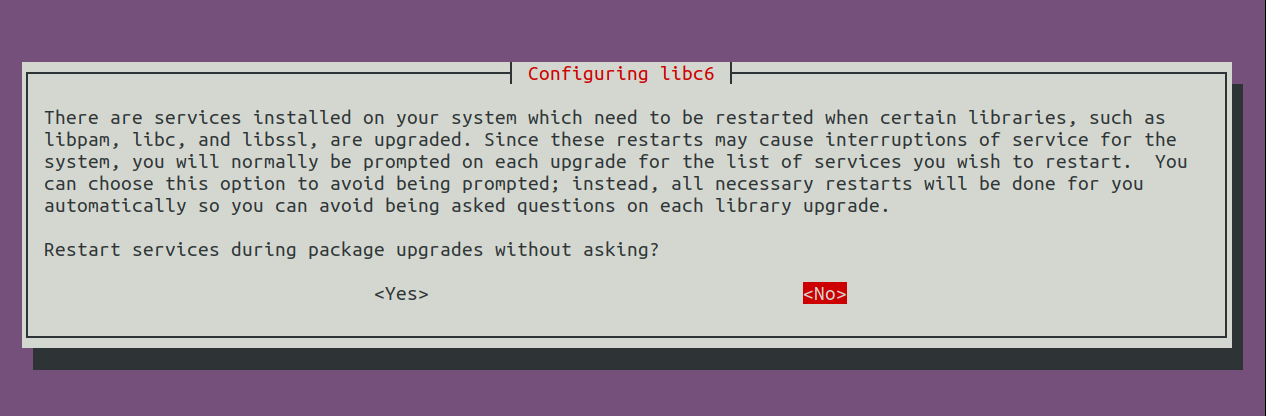 Configuring libc6
There are services installed on your system which need to be restarted when certain libraries, such as
libpam, libc, and libssl, are upgraded. Since these restarts may cause interruptions of service for the
system, you will normally be prompted on each upgrade for the list of services you wish to restart.  You
can choose this option to avoid being prompted; instead, all necessary restarts will be done for you
automatically so you can avoid being asked questions on each library upgrade.
Restart services during package upgrades without asking?
<Yes> <No>